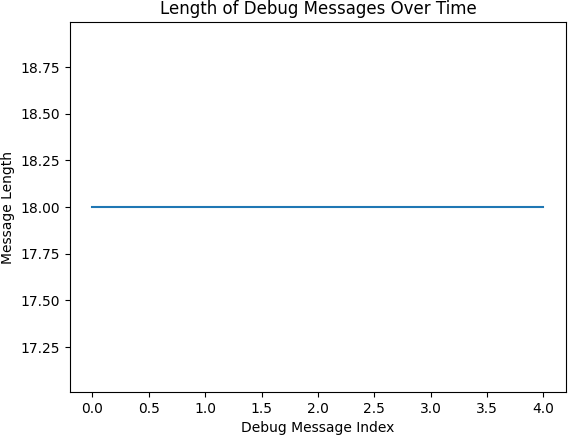 Length of Debug Messages Over Time
18.75
18.50
18.25
18.00
17.75
17.50
17.25
Message Length
0.0 0.5 1.0 1.5 2.0 2.5 3.0 3.5 4.0
Debug Message Index